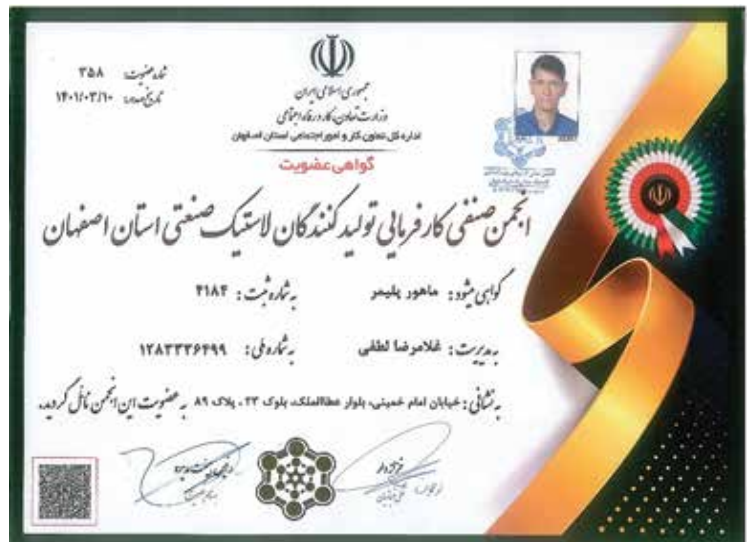 شماره عضویت: ۳۵۸
تاریخ صدور: ۱۴۰۱/۰۳/۱۰
جمهوری اسلامی ایران
وزارت تعاون، کار و رفاه اجتماعی
اداره کل تعاون، کار و امور اجتماعی استان اصفهان
گواهی عضویت
انجمن صنفی کارفرمایی تولید کنندگان لاستیک صنعتی استان اصفهان
گواهی میشود: ماهور پلیمر
به شماره ثبت: ۴۱۸۴
به مدیریت: غلامرضا لطفی
به شماره ملی: ۱۲۸۳۳۳۶۴۹۹
به نشانی: خیابان امام خمینی، بلوار عطاالملک، بلوک ۲۳ ، پلاک ۸۹ به عضویت این انجمن نائل گردید.